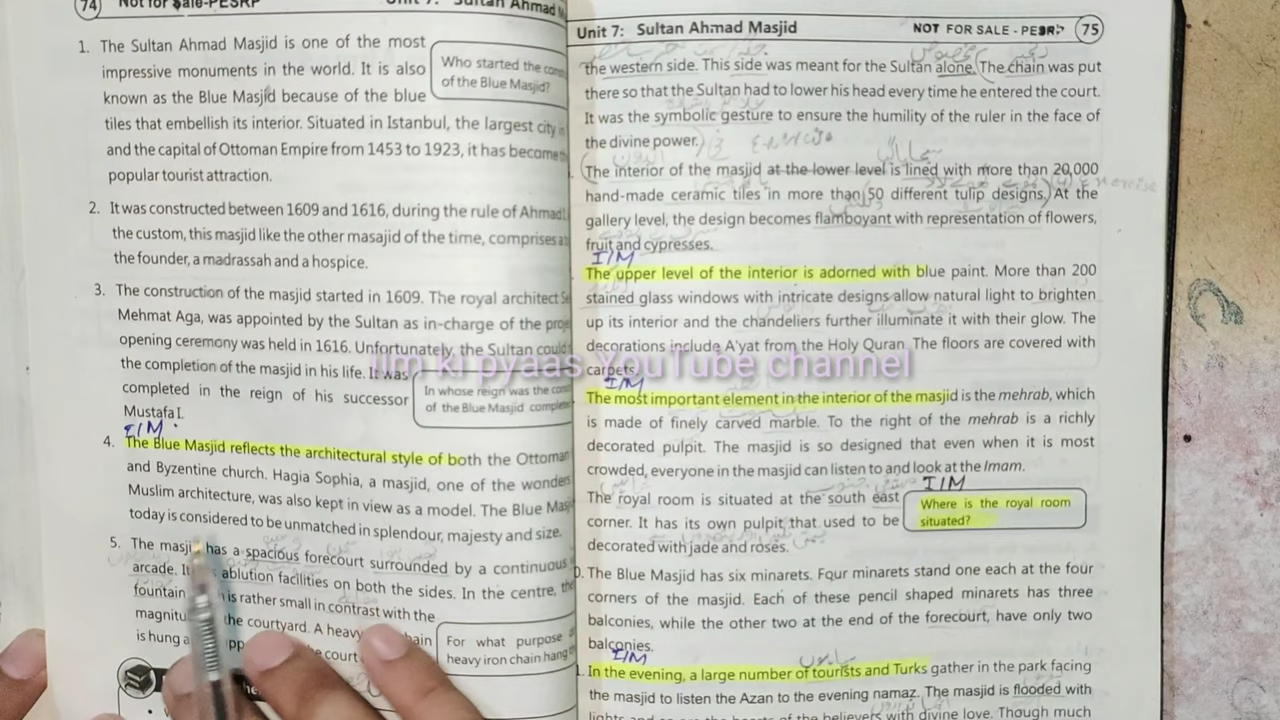 74 Not for Sale-PESRP Unit 7: Sultan Ahmad
1. The Sultan Ahmad Masjid is one of the most
impressive monuments in the world. It is also
known as the Blue Masjid because of the blue
tiles that embellish its interior. Situated in Istanbul, the largest city
and the capital of Ottoman Empire from 1453 to 1923, it has become
popular tourist attraction.
Who started the
of the Blue Masjid?
2. It was constructed between 1609 and 1616, during the rule of Ahmad
the custom, this masjid like the other masajid of the time, comprises
the founder, a madrassah and a hospice.
3. The construction of the masjid started in 1609. The royal architect
Mehmat Aga, was appointed by the Sultan as in-charge of the
opening ceremony was held in 1616. Unfortunately, the Sultan could
the completion of the masjid in his life. It was
completed in the reign of his successor
Mustafa I.
In whose reign was the
of the Blue Masjid
I/M
4. The Blue Masjid reflects the architectural style of both the Ottoman
and Byzentine church. Hagia Sophia, a masjid, one of the wonders
Muslim architecture, was also kept in view as a model. The Blue
today is considered to be unmatched in splendour, majesty and size.
5. The masjid has a spacious forecourt surrounded by a continuous
arcade. ablution facilities on both the sides. In the centre,
fountain is rather small in contrast with the
the courtyard. A heavy
is hung court
For what purpose
heavy iron chain
Unit 7: Sultan Ahmad Masjid NOT FOR SALE - PESRP 75
the western side. This side was meant for the Sultan alone. The chain was put
there so that the Sultan had to lower his head every time he entered the court.
It was the symbolic gesture to ensure the humility of the ruler in the face of
the divine power.
The interior of the masjid at the lower level is lined with more than 20,000
hand-made ceramic tiles in more than 50 different tulip designs. At the
gallery level, the design becomes flamboyant with representation of flowers,
fruit and cypresses.
I/M
The upper level of the interior is adorned with blue paint. More than 200
stained glass windows with intricate designs allow natural light to brighten
up its interior and the chandeliers further illuminate it with their glow. The
decorations include A'yat from the Holy Quran. The floors are covered with
carpets.
ilm ki pyaas YouTube channel
I/M
The most important element in the interior of the masjid is the mehrab, which
is made of finely carved marble. To the right of the mehrab is a richly
decorated pulpit. The masjid is so designed that even when it is most
crowded, everyone in the masjid can listen to and look at the Imam.
I/M
The royal room is situated at the south east
corner. It has its own pulpit that used to be
decorated with jade and roses.
Where is the royal room
situated?
The Blue Masjid has six minarets. Four minarets stand one each at the four
corners of the masjid. Each of these pencil shaped minarets has three
balconies, while the other two at the end of the forecourt, have only two
balconies.
I/M
In the evening, a large number of tourists and Turks gather in the park facing
the masjid to listen the Azan to the evening namaz. The masjid is flooded with
lights and so are the hearts of the believers with divine love. Though much